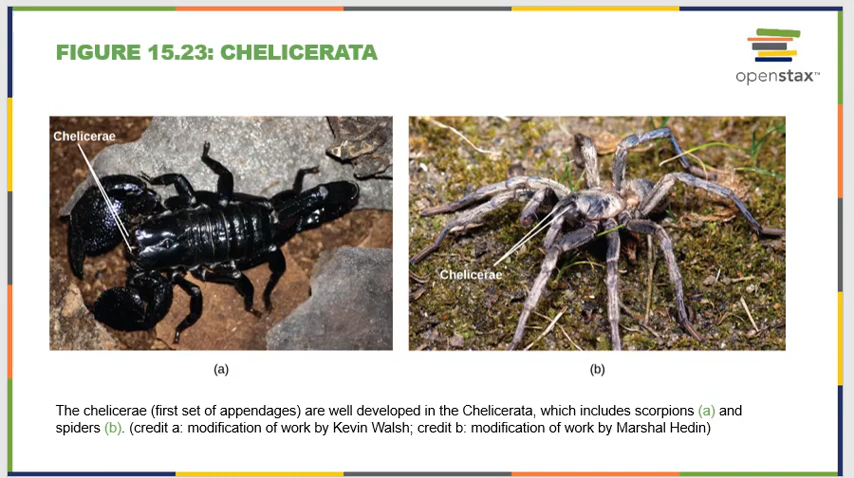 FIGURE 15.23: CHELICERATA
openstax™
Chelicerae
Chelicerae
(a)
(b)
The chelicerae (first set of appendages) are well developed in the Chelicerata, which includes scorpions (a) and
spiders (b). (credit a: modification of work by Kevin Walsh; credit b: modification of work by Marshal Hedin)